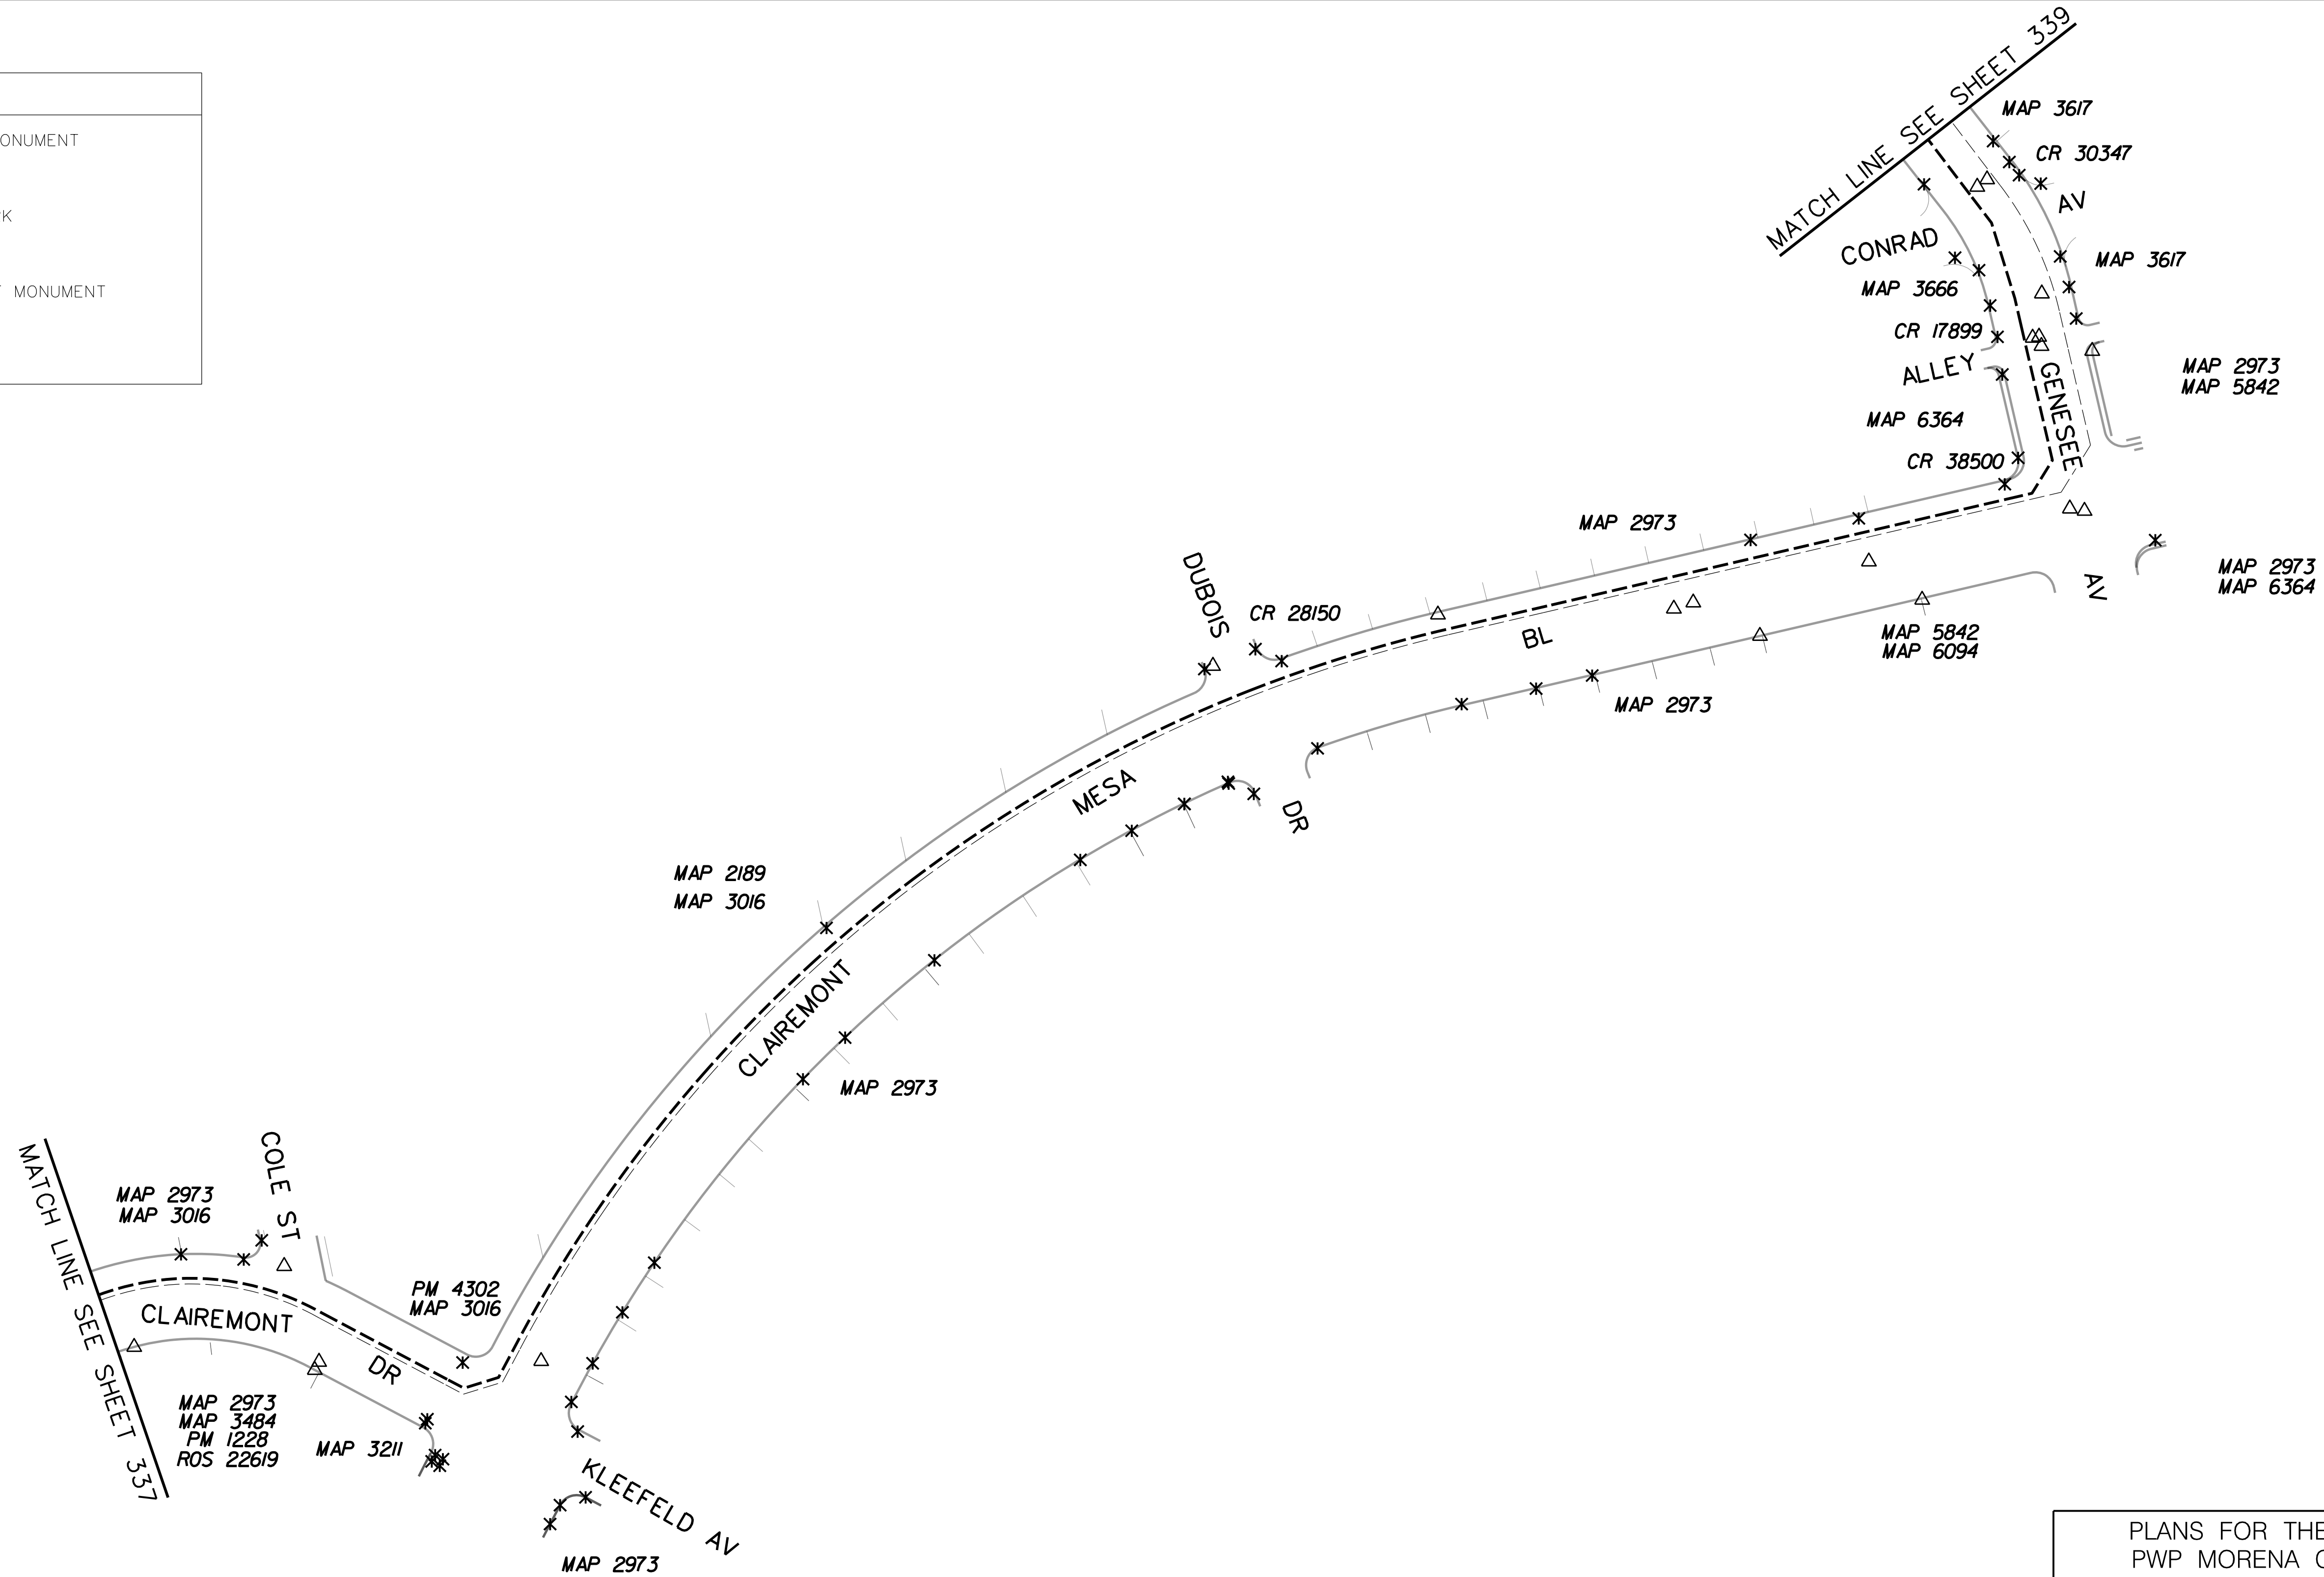 ONUMENT
MONUMENT
MATCH LINE SEE SHEET 339
MAP 3617
CR 30347
AV
CONRAD
MAP 3617
MAP 3666
CR 17899
ALLEY
GENESEE
MAP 2973
MAP 5842
MAP 6364
CR 38500
MAP 2973
DUBOIS
CR 28150
BL
AV
MAP 2973
MAP 6364
MAP 5842
MAP 6094
MAP 2973
MESA
DR
MAP 2189
MAP 3016
CLAIREMONT
MAP 2973
MATCH LINE SEE SHEET 337
MAP 2973
MAP 3016
COLE ST
PM 4302
MAP 3016
CLAIREMONT
DR
MAP 2973
MAP 3484
PM 1228
ROS 22619
MAP 3211
KLEEFELD AV
MAP 2973
PLANS FOR THE
PWP MORENA